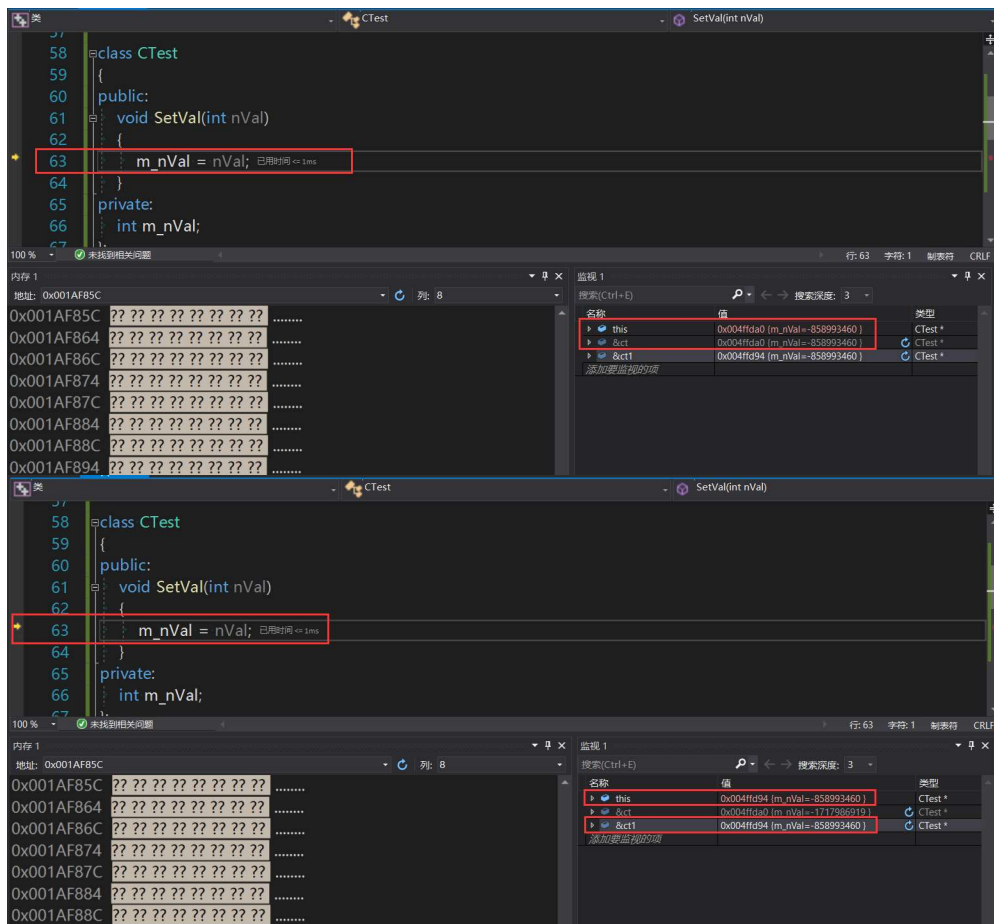 类 CTest SetVal(int nVal)
57
58 class CTest
59 {
60 public:
61 void SetVal(int nVal)
62 {
63 m_nVal = nVal; 已用时间 <= 1ms
64 }
65 private:
66 int m_nVal;
67 };
100 % 未找到相关问题 行: 63 字符: 1 制表符 CRLF
内存 1
地址: 0x001AF85C 列: 8
0x001AF85C ?? ?? ?? ?? ?? ?? ?? ?? ........
0x001AF864 ?? ?? ?? ?? ?? ?? ?? ?? ........
0x001AF86C ?? ?? ?? ?? ?? ?? ?? ?? ........
0x001AF874 ?? ?? ?? ?? ?? ?? ?? ?? ........
0x001AF87C ?? ?? ?? ?? ?? ?? ?? ?? ........
0x001AF884 ?? ?? ?? ?? ?? ?? ?? ?? ........
0x001AF88C ?? ?? ?? ?? ?? ?? ?? ?? ........
0x001AF894 ?? ?? ?? ?? ?? ?? ?? ?? ........
监视 1
搜索(Ctrl+E) 搜索深度: 3
名称 值 类型
this 0x004ffda0 {m_nVal=-858993460 } CTest *
&ct 0x004ffda0 {m_nVal=-858993460 } CTest *
&ct1 0x004ffd94 {m_nVal=-858993460 } CTest *
添加要监视的项
类 CTest SetVal(int nVal)
57
58 class CTest
59 {
60 public:
61 void SetVal(int nVal)
62 {
63 m_nVal = nVal; 已用时间 <= 1ms
64 }
65 private:
66 int m_nVal;
67 };
100 % 未找到相关问题 行: 63 字符: 1 制表符 CRLF
内存 1
地址: 0x001AF85C 列: 8
0x001AF85C ?? ?? ?? ?? ?? ?? ?? ?? ........
0x001AF864 ?? ?? ?? ?? ?? ?? ?? ?? ........
0x001AF86C ?? ?? ?? ?? ?? ?? ?? ?? ........
0x001AF874 ?? ?? ?? ?? ?? ?? ?? ?? ........
0x001AF87C ?? ?? ?? ?? ?? ?? ?? ?? ........
0x001AF884 ?? ?? ?? ?? ?? ?? ?? ?? ........
0x001AF88C ?? ?? ?? ?? ?? ?? ?? ?? ........
监视 1
搜索(Ctrl+E) 搜索深度: 3
名称 值 类型
this 0x004ffd94 {m_nVal=-858993460 } CTest *
&ct 0x004ffda0 {m_nVal=-1717986919 } CTest *
&ct1 0x004ffd94 {m_nVal=-858993460 } CTest *
添加要监视的项